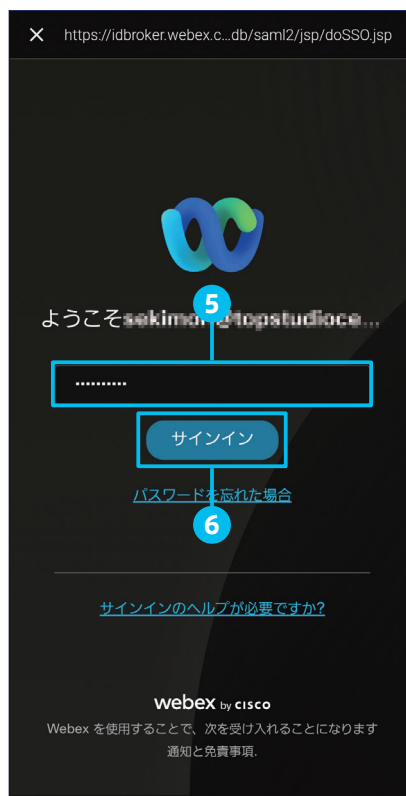 × https://idbroker.webex.c...db/saml2/jsp/doSSO.jsp
ようこそ
5
••••••••••
サインイン
パスワードを忘れた場合
6
サインインのヘルプが必要ですか?
webex by CISCO
Webex を使用することで、次を受け入れることになります
通知と免責事項.